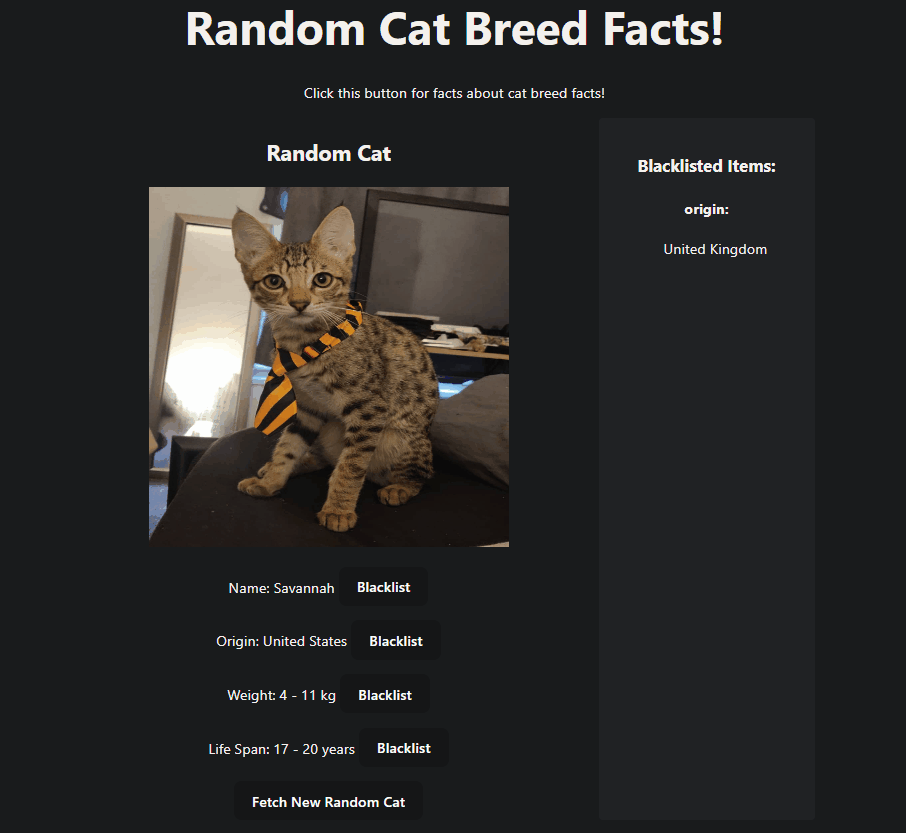 Random Cat Breed Facts!
Click this button for facts about cat breed facts!
Random Cat
Name: Savannah Blacklist
Origin: United States Blacklist
Weight: 4 - 11 kg Blacklist
Life Span: 17 - 20 years Blacklist
Fetch New Random Cat
Blacklisted Items:
origin:
United Kingdom